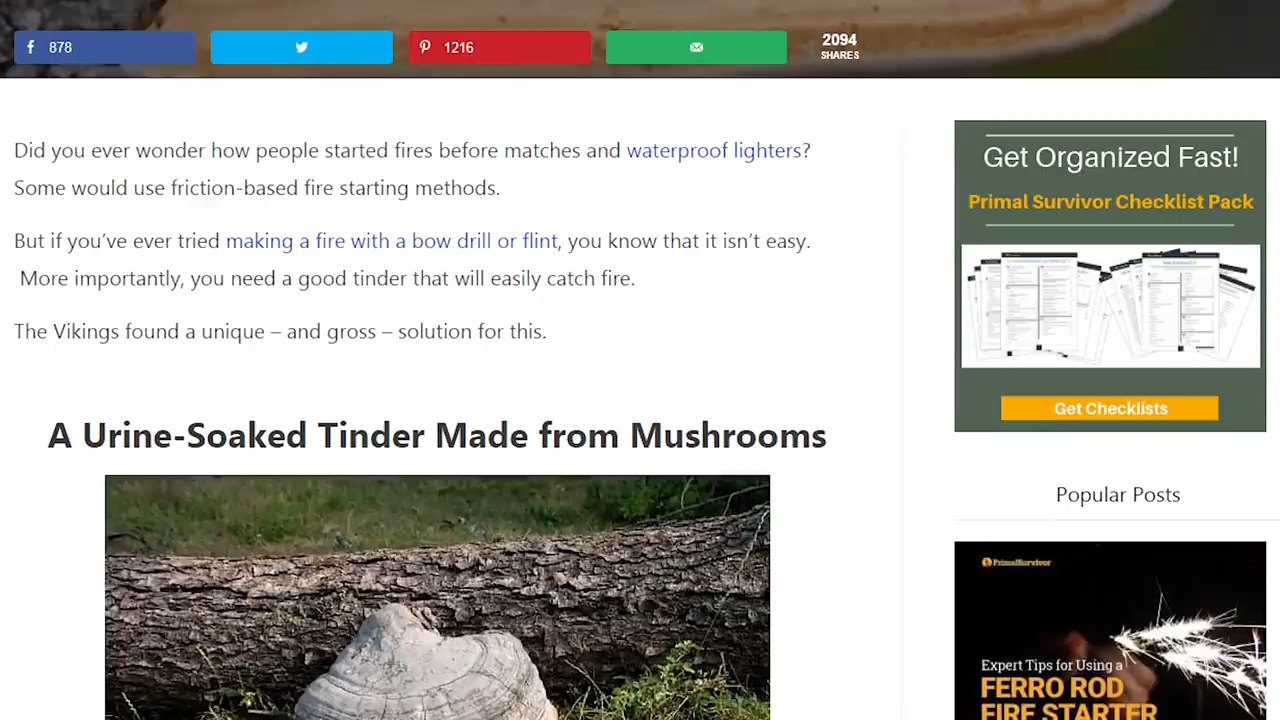 878
1216
2094
SHARES
Did you ever wonder how people started fires before matches and waterproof lighters?
Some would use friction-based fire starting methods.
But if you’ve ever tried making a fire with a bow drill or flint, you know that it isn’t easy.
More importantly, you need a good tinder that will easily catch fire.
The Vikings found a unique – and gross – solution for this.
A Urine-Soaked Tinder Made from Mushrooms
Get Organized Fast!
Primal Survivor Checklist Pack
Get Checklists
Popular Posts
PrimalSurvivor
Expert Tips for Using a
FERRO ROD
FIRE STARTER